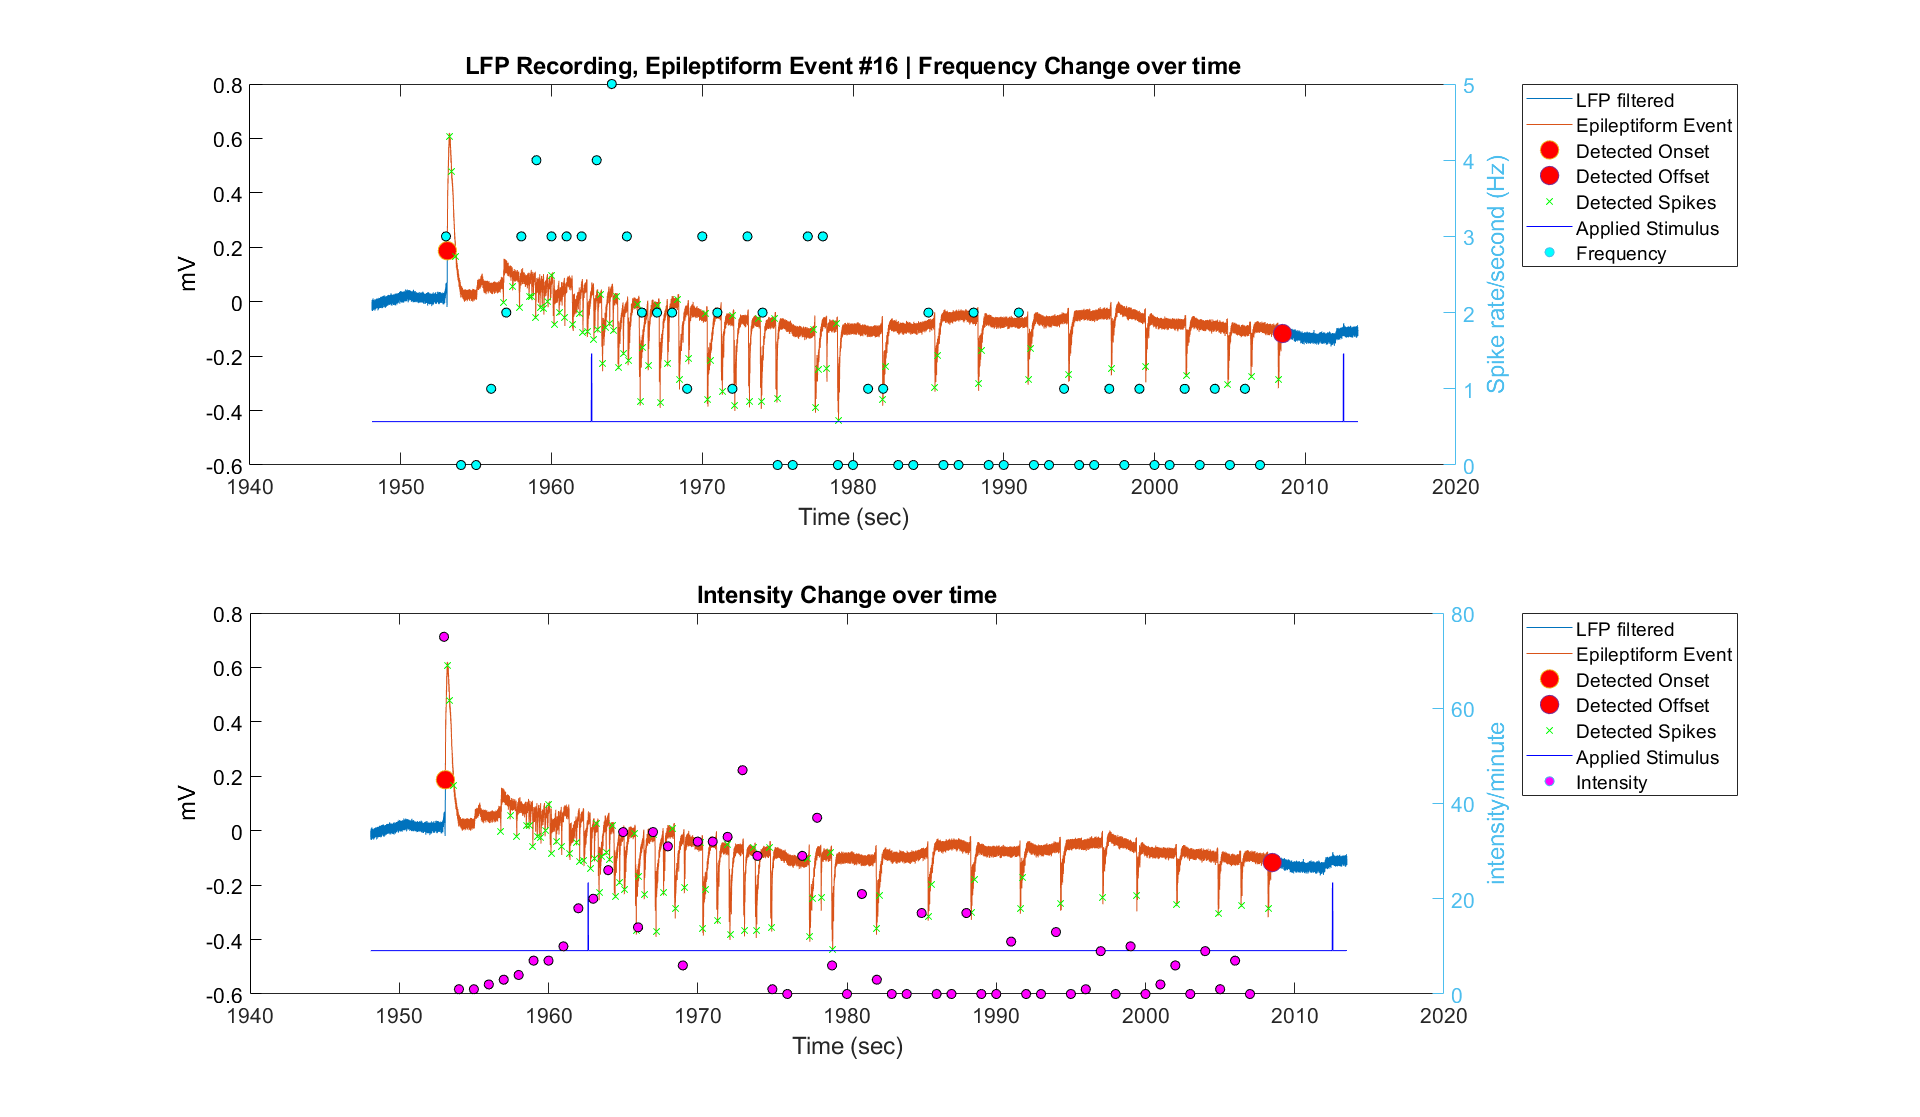 LFP Recording, Epileptiform Event #16 | Frequency Change over time
0.8
0.6
0.4
0.2
0
-0.2
-0.4
-0.6
mV
1940 1950 1960 1970 1980 1990 2000 2010 2020
Time (sec)
5
4
3
2
1
0
Spike rate/second (Hz)
LFP filtered
Epileptiform Event
Detected Onset
Detected Offset
Detected Spikes
Applied Stimulus
Frequency
Intensity Change over time
0.8
0.6
0.4
0.2
0
-0.2
-0.4
-0.6
mV
1940 1950 1960 1970 1980 1990 2000 2010 2020
Time (sec)
80
60
40
20
0
intensity/minute
LFP filtered
Epileptiform Event
Detected Onset
Detected Offset
Detected Spikes
Applied Stimulus
Intensity